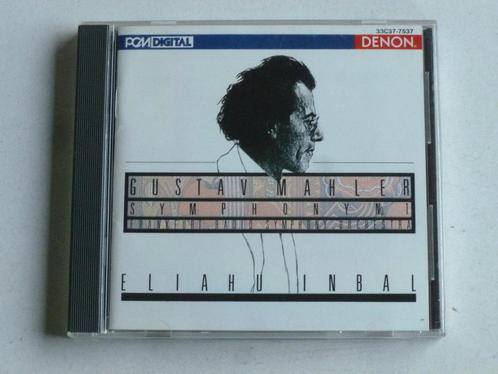 33C37-7537
PCM DIGITAL
DENON
GUSTAV MAHLER
SYMPHONY Nº 1
FRANKFURT RADIO SYMPHONY ORCHESTRA
ELIAHU INBAL